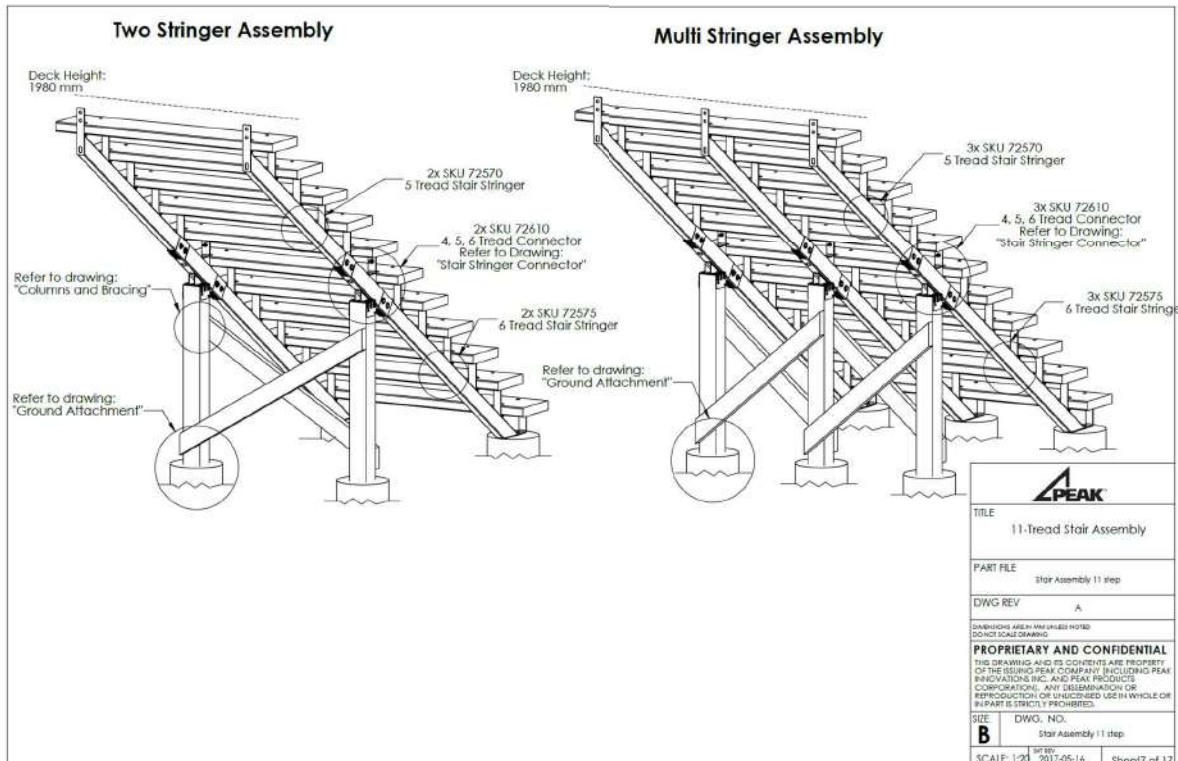 Two Stringer Assembly
Deck Height:
1980 mm
2x SKU 72570
5 Tread Stair Stringer
2x SKU 72610
4, 5, 6 Tread Connector
Refer to Drawing:
"Stair Stringer Connector"
Refer to drawing:
"Columns and Bracing"
2x SKU 72575
6 Tread Stair Stringer
Refer to drawing:
"Ground Attachment"
Multi Stringer Assembly
Deck Height:
1980 mm
3x SKU 72570
5 Tread Stair Stringer
3x SKU 72610
4, 5, 6 Tread Connector
Refer to Drawing:
"Stair Stringer Connector"
3x SKU 72575
6 Tread Stair Stringer
Refer to drawing:
"Ground Attachment"
PEAK
TITLE
11-Tread Stair Assembly
PART FILE
Stair Assembly 11 step
DWG REV
A
DIMENSIONS ARE IN MM UNLESS NOTED
DO NOT SCALE DRAWING
PROPRIETARY AND CONFIDENTIAL
THIS DRAWING AND ITS CONTENTS ARE PROPERTY
OF THE ISSUING PEAK COMPANY (INCLUDING PEAK
INNOVATIONS INC. AND PEAK PRODUCTS
CORPORATION). ANY DISSEMINATION OR
REPRODUCTION OR UNLICENSED USE IN WHOLE OR
IN PART IS STRICTLY PROHIBITED.
SIZE
B
DWG. NO.
Stair Assembly 11 step
SCALE: 1:20
2017-05-16
Sheet7 of 17